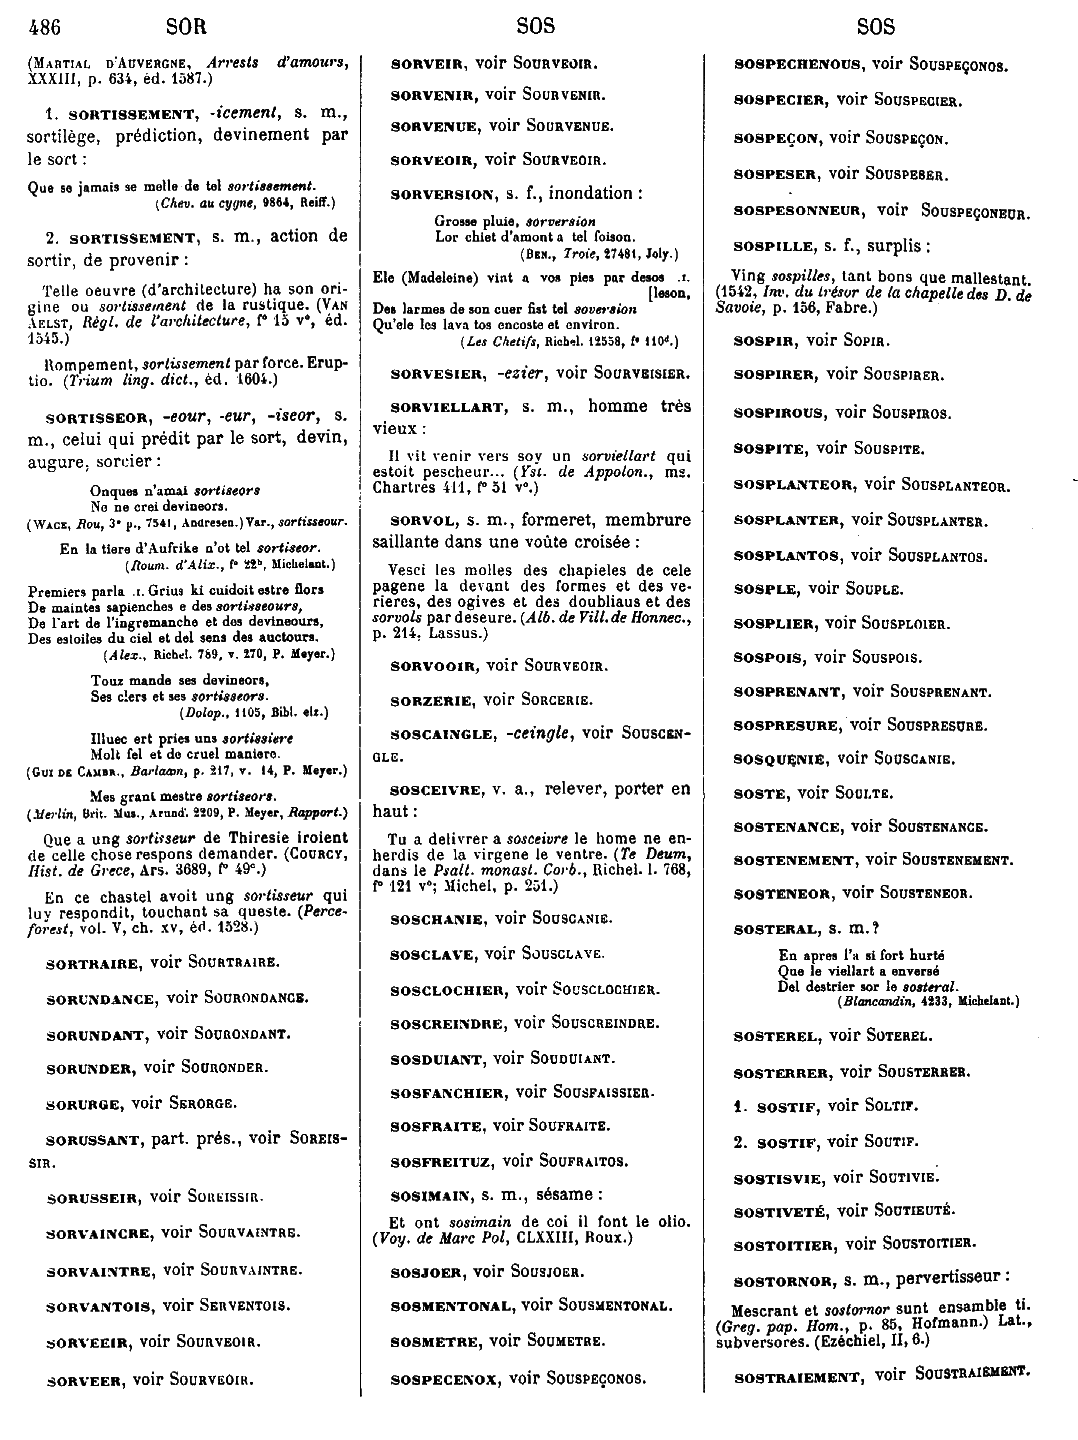 486 SOR SOS SOS
(Martial d'Auvergne, Arrests d'amours,
XXXIII, p. 634, éd. 1587.)
1. SORTISSEMENT, -icement, s. m.,
sortilège, prédiction, devinement par
le sort :
Que se jamais se melle de tel sortissement.
(Chev. au cygne, 9864, Reiff.)
2. SORTISSEMENT, s. m., action de
sortir, de provenir :
Telle oeuvre (d'architecture) ha son ori-
gine ou sortissement de la rustique. (Van
Aelst, Règl. de l'architecture, f° 15 v°, éd.
1545.)
Rompement, sortissement par force. Erup-
tio. (Trium ling. dict., éd. 1604.)
SORTISSEOR, -eour, -eur, -iseor, s.
m., celui qui prédit par le sort, devin,
augure, sorcier :
Onques n'amai sortiseors
No ne crei devineors.
(Wace, Rou, 3e p., 7541, Andresen.) Var., sortisseour.
En la tiere d'Aufrike n'ot tel sortiseor.
(Roum. d'Alix., f° 22b, Michelant.)
Premiers parla .I. Grius ki cuidoit estre flors
De maintes sapienches e des sortisseours,
De l'art de l'ingremanche et des devineours,
Des estoiles du ciel et del sens des auctours.
(Alex., Richel. 789, v. 270, P. Meyer.)
Touz mande ses devineors,
Ses clers et ses sortisseors.
(Dolop., 1105, Bibl. elz.)
Illuec ert pries uns sortissiere
Molt fel et de cruel maniere.
(Gui de Cambr., Barlaam, p. 217, v. 14, P. Meyer.)
Mes grant mestre sortiseors.
(Merlin, Brit. Mus., Arund. 2209, P. Meyer, Rapport.)
Que a ung sortisseur de Thiresie iroient
de celle chose respons demander. (Courcy,
Hist. de Grece, Ars. 3689, f° 49c.)
En ce chastel avoit ung sortisseur qui
luy respondit, touchant sa queste. (Perce-
forest, vol. V, ch. xv, éd. 1528.)
SORTRAIRE, voir Sourtraire.
SORUNDANCE, voir Sourondance.
SORUNDANT, voir Sourondant.
SORUNDER, voir Souronder.
SORURGE, voir Serorge.
SORUSSANT, part. prés., voir Soreis-
sir.
SORUSSEIR, voir Soreissir.
SORVAINCRE, voir Sourvaintre.
SORVAINTRE, voir Sourvaintre.
SORVANTOIS, voir Serventois.
SORVEEIR, voir Sourveoir.
SORVEER, voir Sourveoir.
SORVEIR, voir Sourveoir.
SORVENIR, voir Sourvenir.
SORVENUE, voir Sourvenue.
SORVEOIR, voir Sourveoir.
SORVERSION, s. f., inondation :
Grosse pluie, sorversion
Lor chiet d'amont a tel foison.
(Ben., Troie, 27481, Joly.)
Ele (Madeleine) vint a vos pies par desos .I.
[leson,
Des larmes de son cuer fist tel soversion
Qu'ele les lava tos encoste et environ.
(Les Chetifs, Richel. 12558, f° 110d.)
SORVESIER, -ezier, voir Sourveisier.
SORVIELLART, s. m., homme très
vieux :
Il vit venir vers soy un sorviellart qui
estoit pescheur... (Yst. de Appolon., ms.
Chartres 411, f° 51 v°.)
SORVOL, s. m., formeret, membrure
saillante dans une voûte croisée :
Vesci les molles des chapieles de cele
pagene la devant des formes et des ve-
rieres, des ogives et des doubliaus et des
sorvols par deseure. (Alb. de Vill. de Honnec.,
p. 214, Lassus.)
SORVOOIR, voir Sourveoir.
SORZERIE, voir Sorcerie.
SOSCAINGLE, -ceingle, voir Souscen-
gle.
SOSCEIVRE, v. a., relever, porter en
haut :
Tu a delivrer a sosceivre le home ne en-
herdis de la virgene le ventre. (Te Deum,
dans le Psalt. monast. Corb., Richel. l. 768,
f° 121 v°; Michel, p. 251.)
SOSCHANIE, voir Souscanie.
SOSCLAVE, voir Sousclave.
SOSCLOCHIER, voir Sousclochier.
SOSCREINDRE, voir Souscreindre.
SOSDUIANT, voir Souduiant.
SOSFANCHIER, voir Sousfaissier.
SOSFRAITE, voir Soufraite.
SOSFREITUZ, voir Soufraitos.
SOSIMAIN, s. m., sésame :
Et ont sosimain de coi il font le olio.
(Voy. de Marc Pol, CLXXIII, Roux.)
SOSJOER, voir Sousjoer.
SOSMENTONAL, voir Sousmentonal.
SOSMETRE, voir Soumetre.
SOSPECENOX, voir Souspeçonos.
SOSPECHENOUS, voir Souspeçonos.
SOSPECIER, voir Souspecier.
SOSPEÇON, voir Souspeçon.
SOSPESER, voir Souspeser.
SOSPESONNEUR, voir Souspeçoneur.
SOSPILLE, s. f., surplis :
Ving sospilles, tant bons que mallestant.
(1542, Inv. du trésor de la chapelle des D. de
Savoie, p. 156, Fabre.)
SOSPIR, voir Sopir.
SOSPIRER, voir Souspirer.
SOSPIROUS, voir Souspiros.
SOSPITE, voir Souspite.
SOSPLANTEOR, voir Sousplanteor.
SOSPLANTER, voir Sousplanter.
SOSPLANTOS, voir Sousplantos.
SOSPLE, voir Souple.
SOSPLIER, voir Sousploier.
SOSPOIS, voir Souspois.
SOSPRENANT, voir Sousprenant.
SOSPRESURE, voir Souspresure.
SOSQUENIE, voir Souscanie.
SOSTE, voir Soulte.
SOSTENANCE, voir Soustenance.
SOSTENEMENT, voir Soustenement.
SOSTENEOR, voir Sousteneor.
SOSTERAL, s. m.?
En apres l'a si fort hurté
Que le viellart a enversé
Del destrier sor le sosteral.
(Blancandin, 4233, Michelant.)
SOSTEREL, voir Soterel.
SOSTERRER, voir Sousterrer.
1. SOSTIF, voir Soltif.
2. SOSTIF, voir Soutif.
SOSTISVIE, voir Soutivie.
SOSTIVETÉ, voir Soutieuté.
SOSTOITIER, voir Soustoitier.
SOSTORNOR, s. m., pervertisseur :
Mescrant et sostornor sunt ensamble ti.
(Greg. pap. Hom., p. 85, Hofmann.) Lat.,
subversores. (Ezéchiel, II, 6.)
SOSTRAIEMENT, voir Soustraiement.